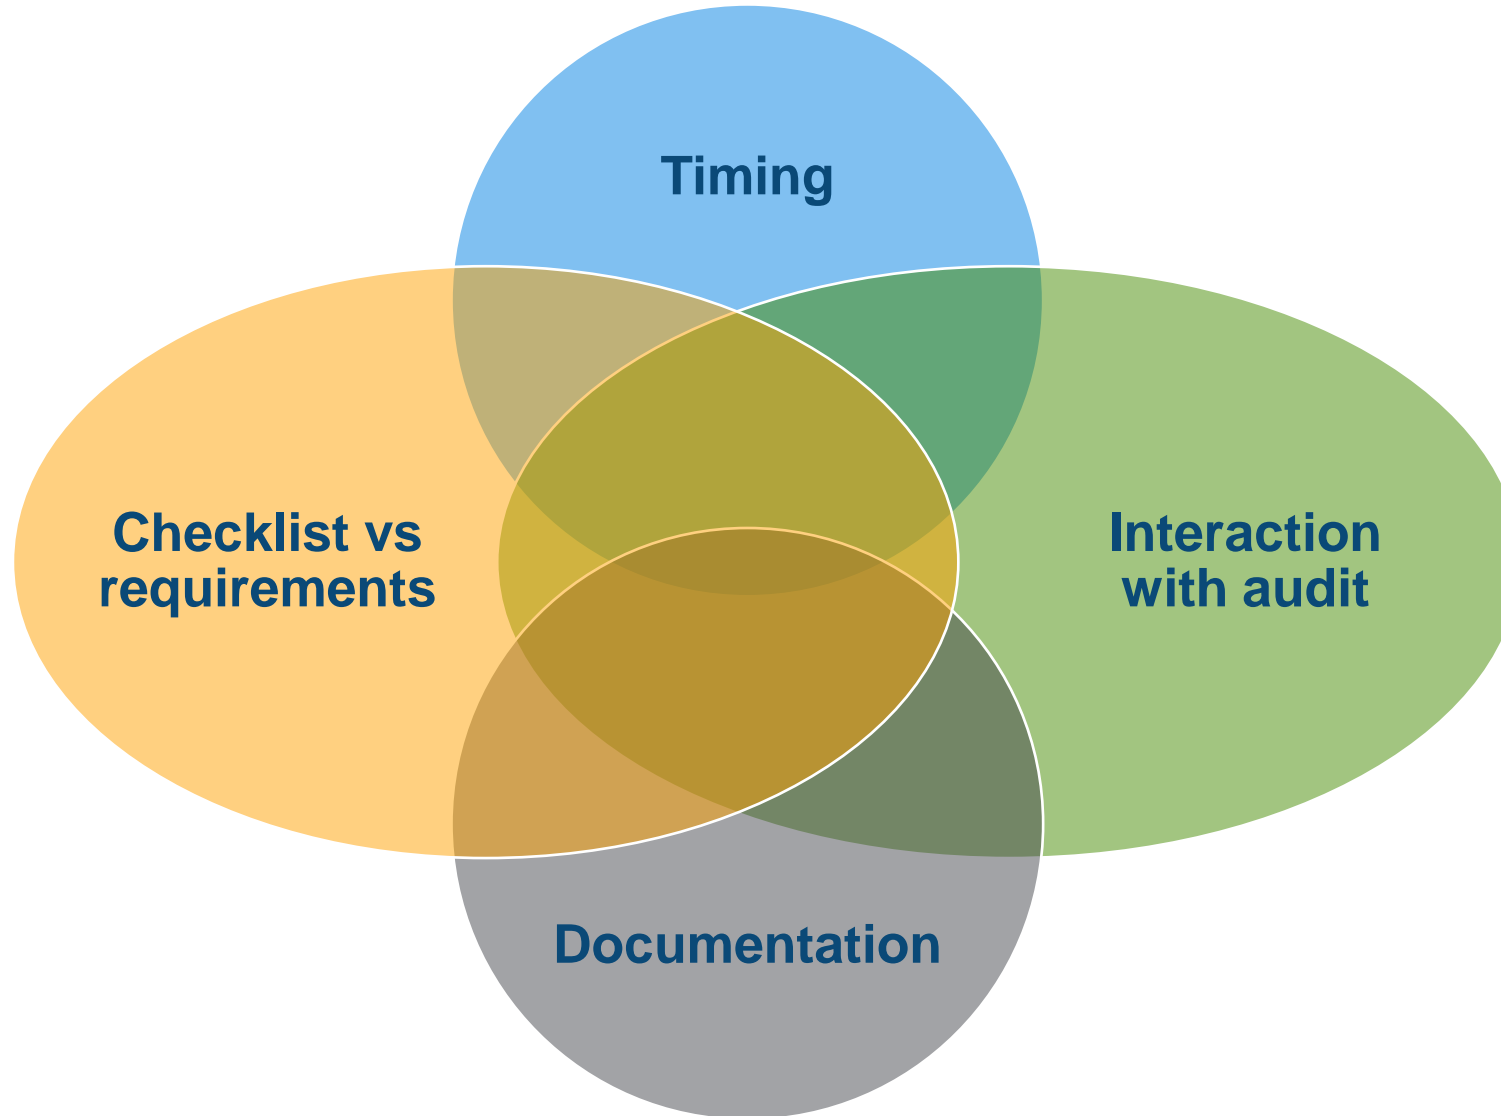 Timing
Checklist vs
requirements
Interaction
with audit
Documentation